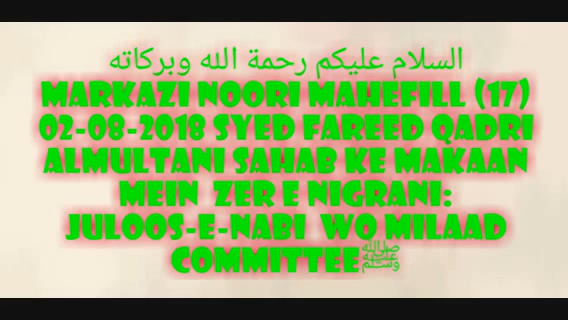 السلام عليكم رحمة الله وبركاته
MARKAZI NOORI MAHEFILL (17)
02-08-2018 SYED FAREED QADRI
ALMULTANI SAHAB KE MAKAAN
MEIN ZER E NIGRANI:
JULOOS-E-NABI WO MILAAD
COMMITTEE ﷺ